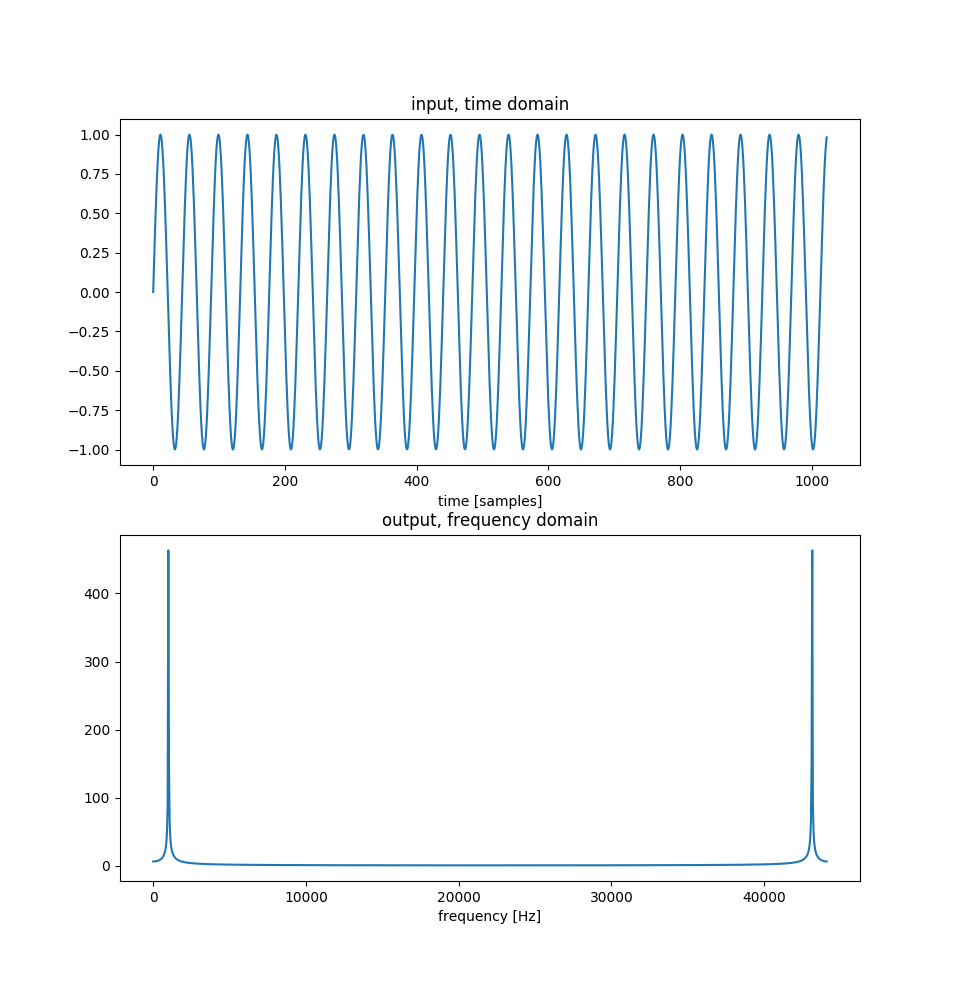 input, time domain
1.00
0.75
0.50
0.25
0.00
−0.25
−0.50
−0.75
−1.00
0 200 400 600 800 1000
time [samples]
output, frequency domain
400
300
200
100
0
0 10000 20000 30000 40000
frequency [Hz]